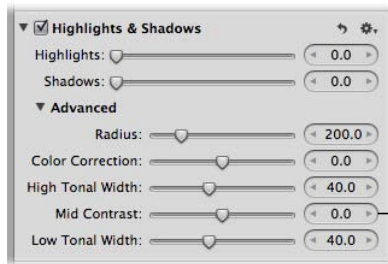 Highlights & Shadows
Highlights: 0.0
Shadows: 0.0
Advanced
Radius: 200.0
Color Correction: 0.0
High Tonal Width: 40.0
Mid Contrast: 0.0
Low Tonal Width: 40.0